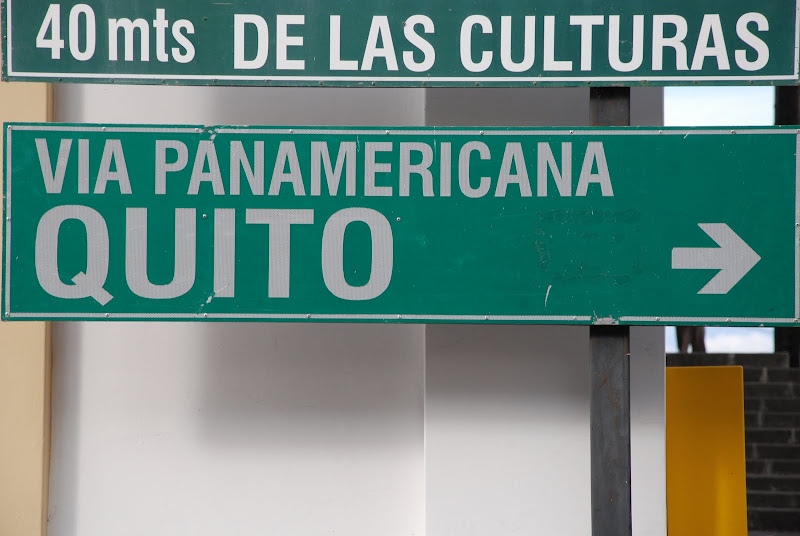 40 mts DE LAS CULTURAS
VIA PANAMERICANA
QUITO